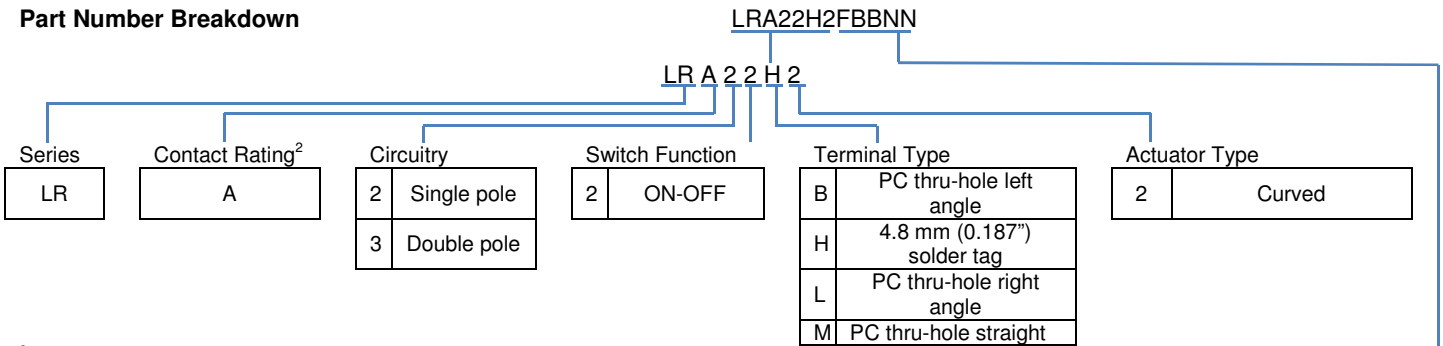 Part Number Breakdown
LRA22H2FBBNN
LR A 2 2 H 2
Series
LR
Contact Rating²
A
Circuitry
2 Single pole
3 Double pole
Switch Function
2 ON-OFF
Terminal Type
B PC thru-hole left
angle
H 4.8 mm (0.187”)
solder tag
L PC thru-hole right
angle
M PC thru-hole straight
Actuator Type
2 Curved